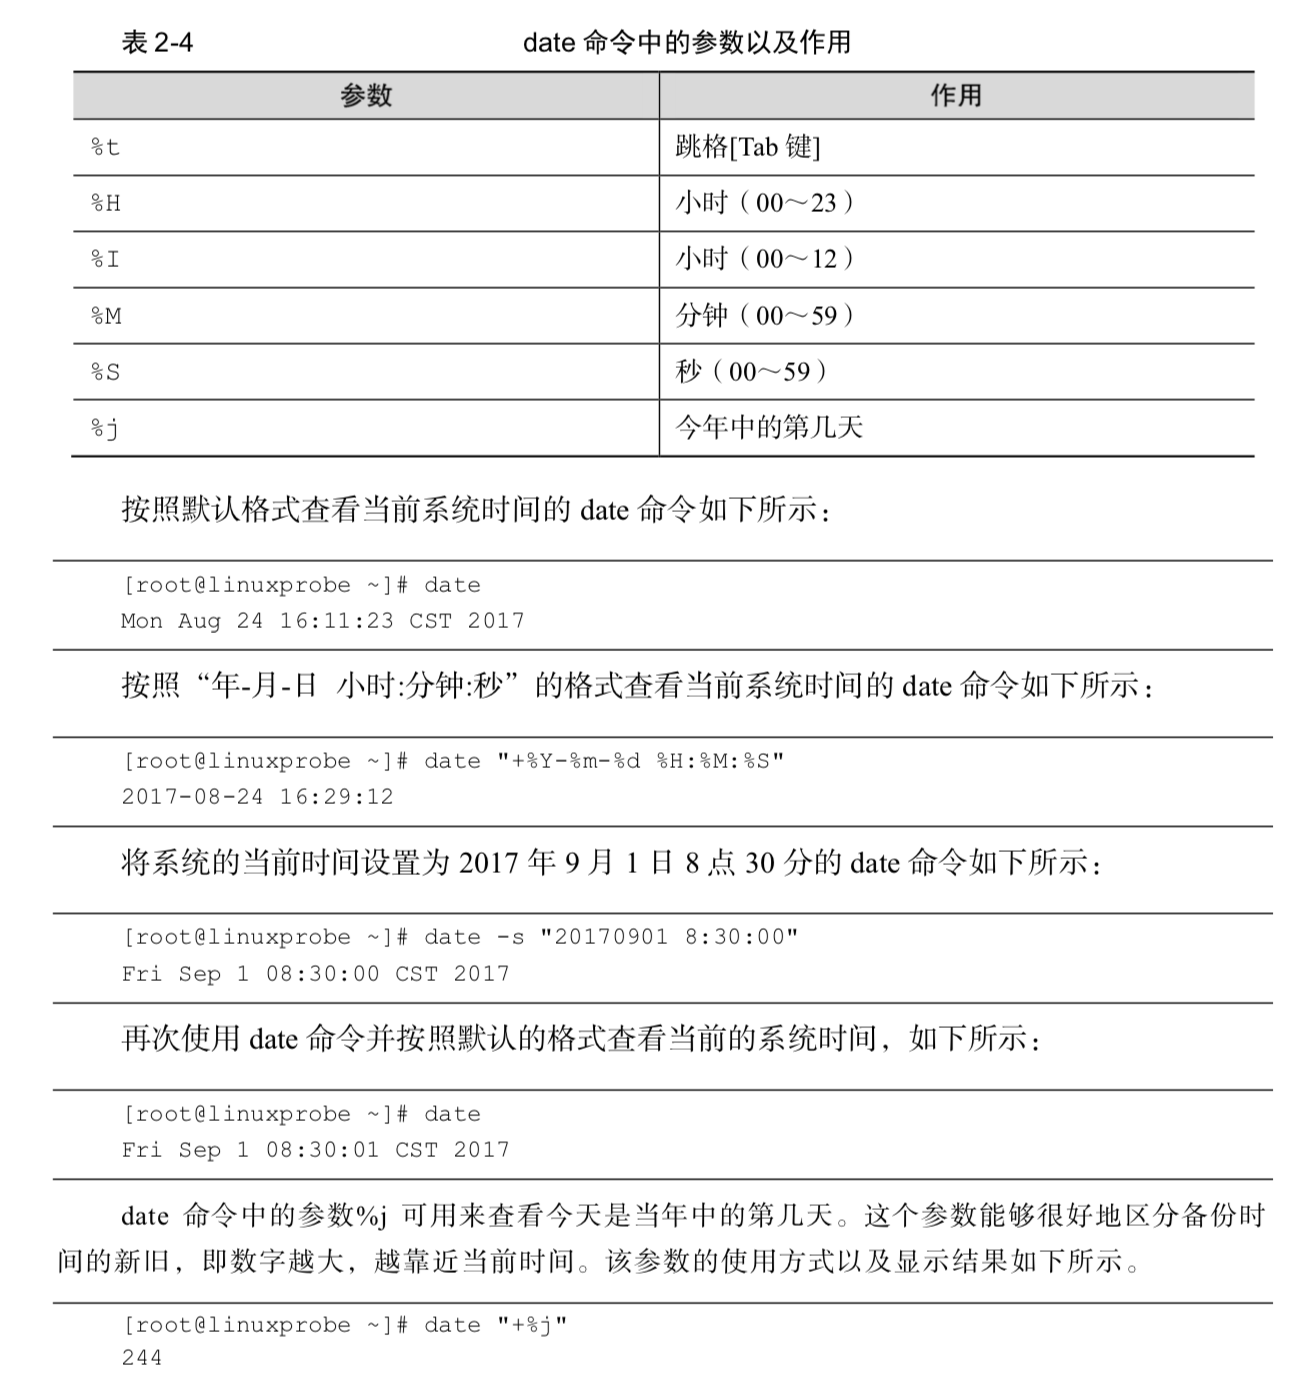 表 2-4 date 命令中的参数以及作用
参数 作用
%t 跳格[Tab 键]
%H 小时（00～23）
%I 小时（00～12）
%M 分钟（00～59）
%S 秒（00～59）
%j 今年中的第几天
按照默认格式查看当前系统时间的 date 命令如下所示：
[root@linuxprobe ~]# date
Mon Aug 24 16:11:23 CST 2017
按照“年-月-日 小时:分钟:秒”的格式查看当前系统时间的 date 命令如下所示：
[root@linuxprobe ~]# date "+%Y-%m-%d %H:%M:%S"
2017-08-24 16:29:12
将系统的当前时间设置为 2017 年 9 月 1 日 8 点 30 分的 date 命令如下所示：
[root@linuxprobe ~]# date -s "20170901 8:30:00"
Fri Sep 1 08:30:00 CST 2017
再次使用 date 命令并按照默认的格式查看当前的系统时间，如下所示：
[root@linuxprobe ~]# date
Fri Sep 1 08:30:01 CST 2017
date 命令中的参数%j 可用来查看今天是当年中的第几天。这个参数能够很好地区分备份时
间的新旧，即数字越大，越靠近当前时间。该参数的使用方式以及显示结果如下所示。
[root@linuxprobe ~]# date "+%j"
244